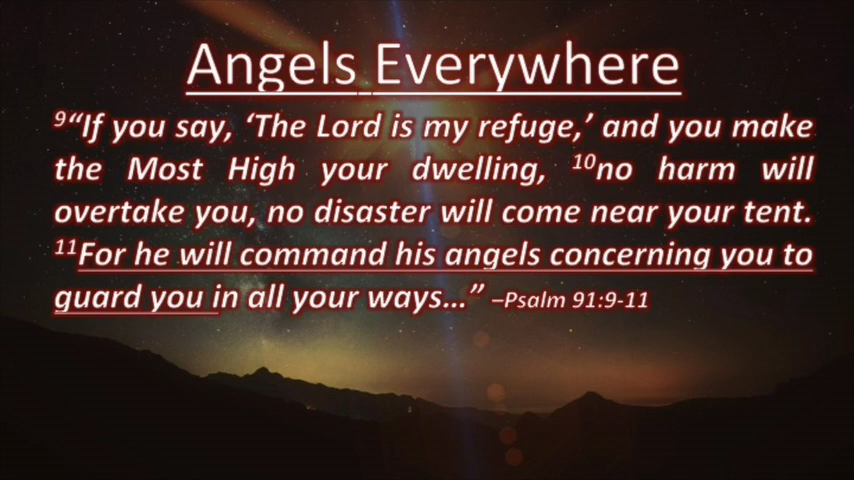 Angels Everywhere
⁹“If you say, ‘The Lord is my refuge,’ and you make
the Most High your dwelling, ¹⁰no harm will
overtake you, no disaster will come near your tent.
¹¹For he will command his angels concerning you to
guard you in all your ways...” –Psalm 91:9-11